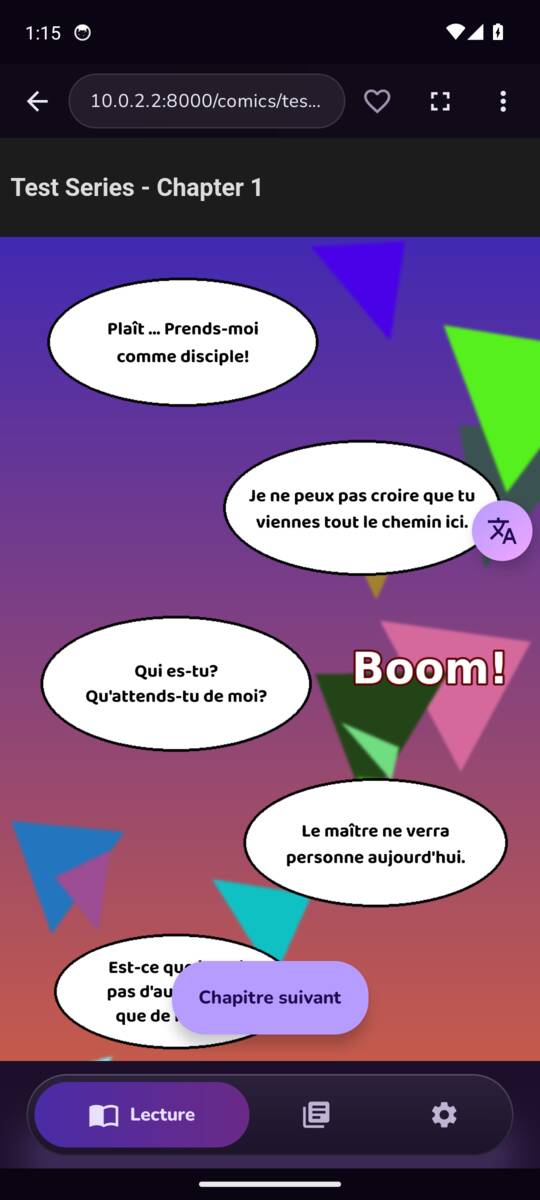 1:15
10.0.2.2:8000/comics/tes...
Test Series - Chapter 1
Plaît ... Prends-moi
comme disciple!
Je ne peux pas croire que tu
viennes tout le chemin ici.
Qui es-tu?
Qu'attends-tu de moi?
Boom!
Le maître ne verra
personne aujourd'hui.
Est-ce que
pas
que de
Chapitre suivant
Lecture